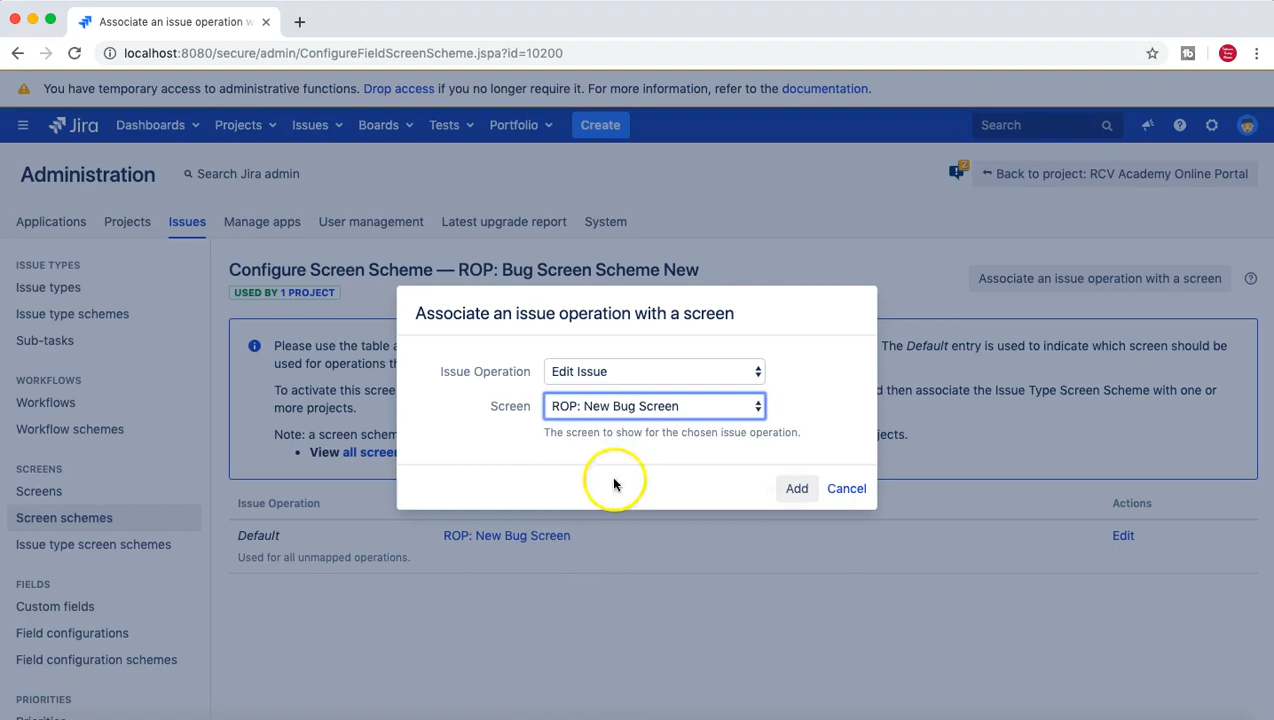 Associate an issue operation w
localhost:8080/secure/admin/ConfigureFieldScreenScheme.jspa?id=10200
You have temporary access to administrative functions. Drop access if you no longer require it. For more information, refer to the documentation.
Jira Dashboards Projects Issues Boards Tests Portfolio Create Search
Administration Search Jira admin 2 Back to project: RCV Academy Online Portal
Applications Projects Issues Manage apps User management Latest upgrade report System
ISSUE TYPES
Issue types
Issue type schemes
Sub-tasks
WORKFLOWS
Workflows
Workflow schemes
SCREENS
Screens
Screen schemes
Issue type screen schemes
FIELDS
Custom fields
Field configurations
Field configuration schemes
PRIORITIES
Priorities
Configure Screen Scheme — ROP: Bug Screen Scheme New
Associate an issue operation with a screen
USED BY 1 PROJECT
Please use the table a The Default entry is used to indicate which screen should be
used for operations th
To activate this scree nd then associate the Issue Type Screen Scheme with one or
more projects.
Note: a screen schem jects.
• View all screen
Associate an issue operation with a screen
Issue Operation Edit Issue
Screen ROP: New Bug Screen
The screen to show for the chosen issue operation.
Add Cancel
Issue Operation Actions
Default ROP: New Bug Screen Edit
Used for all unmapped operations.